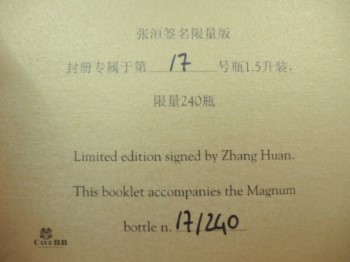 张洹签名限量版
封册专属于第 17 号瓶1.5升装,
限量240瓶
Limited edition signed by Zhang Huan.
This booklet accompanies the Magnum
bottle n. 17/240
CAVEBB